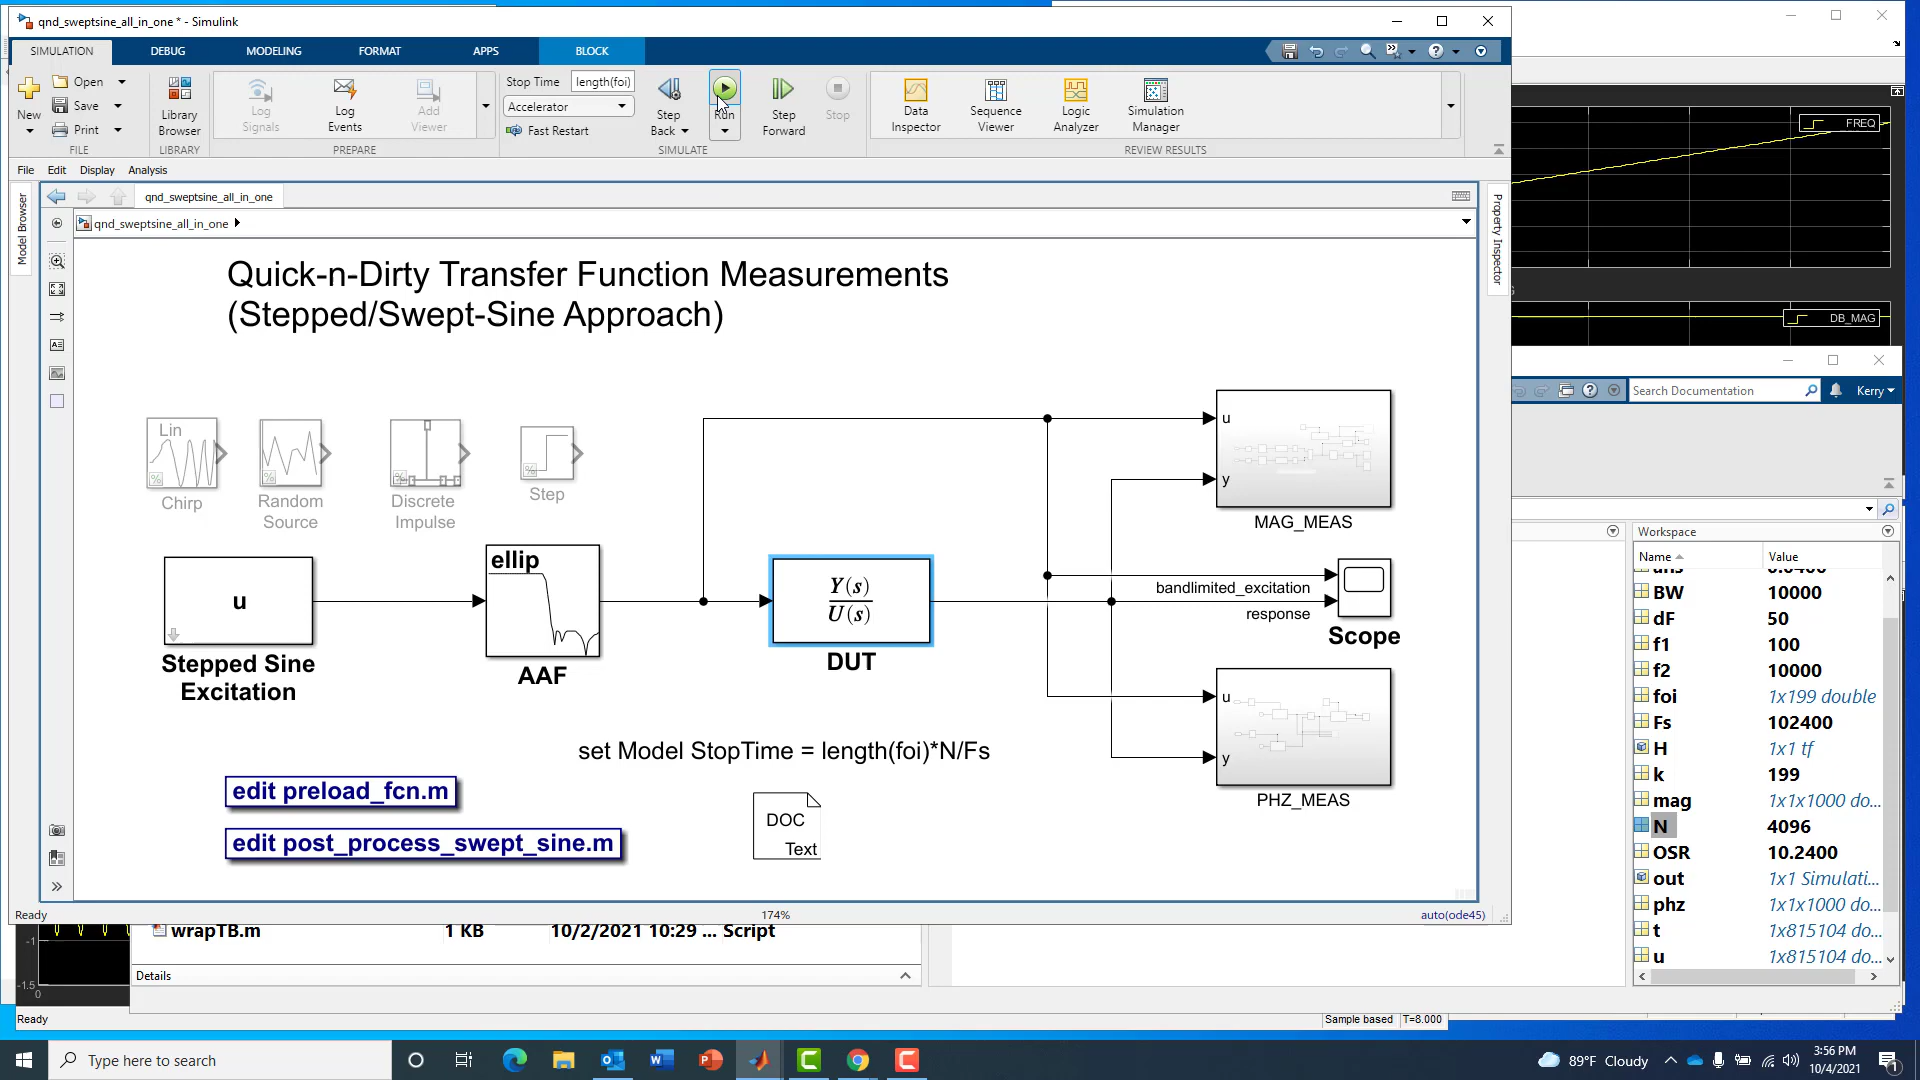 qnd_sweptsine_all_in_one * - Simulink
SIMULATION
DEBUG
MODELING
FORMAT
APPS
BLOCK
New
Open
Save
Print
FILE
Library
Browser
LIBRARY
Log
Signals
Log
Events
Add
Viewer
PREPARE
Stop Time
length(foi)
Accelerator
Fast Restart
Step
Back
Run
Step
Forward
Stop
SIMULATE
Data
Inspector
Sequence
Viewer
Logic
Analyzer
Simulation
Manager
REVIEW RESULTS
File Edit Display Analysis
qnd_sweptsine_all_in_one
qnd_sweptsine_all_in_one
Model Browser
Property Inspector
Quick-n-Dirty Transfer Function Measurements
(Stepped/Swept-Sine Approach)
Lin
Chirp
Random
Source
Discrete
Impulse
Step
u
Stepped Sine
Excitation
ellip
AAF
Y(s)
U(s)
DUT
u
y
MAG_MEAS
bandlimited_excitation
response
Scope
u
y
PHZ_MEAS
set Model StopTime = length(foi)*N/Fs
edit preload_fcn.m
edit post_process_swept_sine.m
DOC
Text
Ready
174%
auto(ode45)
FREQ
DB_MAG
Search Documentation
Kerry
Workspace
Name Value
BW 10000
dF 50
f1 100
f2 10000
foi 1x199 double
Fs 102400
H 1x1 tf
k 199
mag 1x1x1000 do...
N 4096
OSR 10.2400
out 1x1 Simulati...
phz 1x1x1000 do...
t 1x815104 do...
u 1x815104 do...
-1
-1.5
0
wrapTB.m 1 KB 10/2/2021 10:29 ... Script
Details
Ready
Sample based T=8.000
Type here to search
89°F Cloudy
3:56 PM
10/4/2021
1